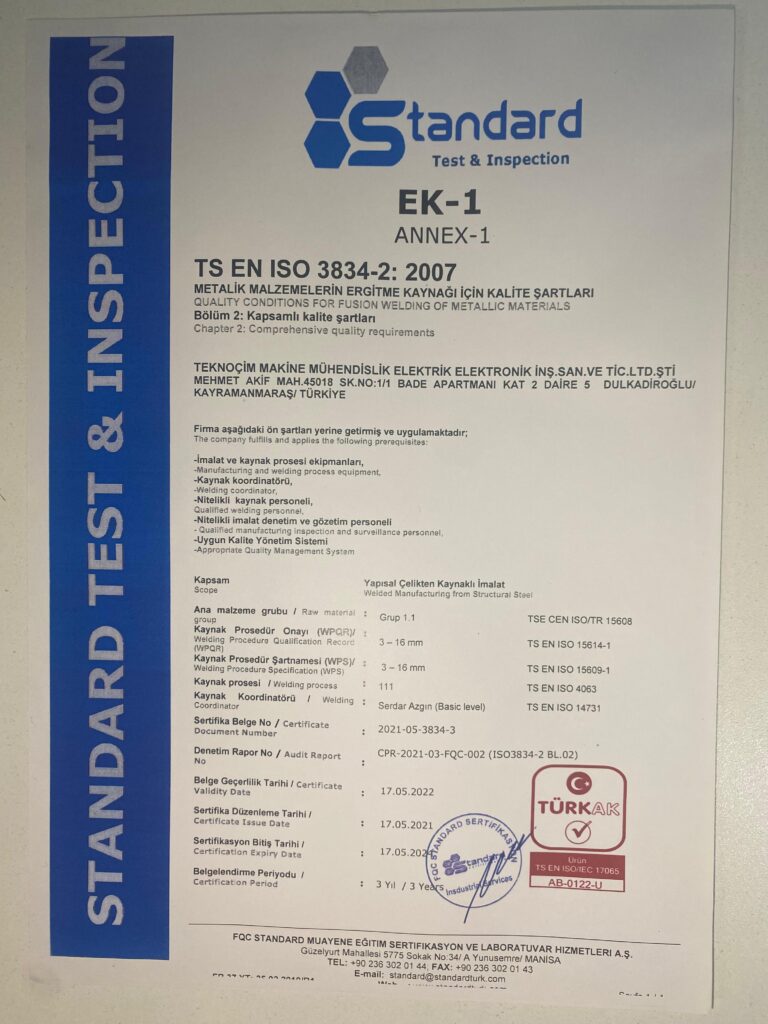 STANDARD TEST & INSPECTION
Standard
Test & Inspection
EK-1
ANNEX-1
TS EN ISO 3834-2: 2007
METALİK MALZEMELERİN ERGİTME KAYNAĞI İÇİN KALİTE ŞARTLARI
QUALITY CONDITIONS FOR FUSION WELDING OF METALLIC MATERIALS
Bölüm 2: Kapsamlı kalite şartları
Chapter 2: Comprehensive quality requirements
TEKNOÇİM MAKİNE MÜHENDİSLİK ELEKTRİK ELEKTRONİK İNŞ.SAN.VE TİC.LTD.ŞTİ
MEHMET AKİF MAH.45018 SK.NO:1/1 BADE APARTMANI KAT 2 DAİRE 5 DULKADİROĞLU/
KAYRAMANMARAŞ/ TÜRKİYE
Firma aşağıdaki ön şartları yerine getirmiş ve uygulamaktadır;
The company fulfills and applies the following prerequisites:
-İmalat ve kaynak prosesi ekipmanları,
-Manufacturing and welding process equipment,
-Kaynak koordinatörü,
-Welding coordinator,
-Nitelikli kaynak personeli,
Qualified welding personnel,
-Nitelikli imalat denetim ve gözetim personeli
- Qualified manufacturing inspection and surveillance personnel,
-Uygun Kalite Yönetim Sistemi
-Appropriate Quality Management System
Kapsam Yapısal Çelikten Kaynaklı İmalat
Scope Welded Manufacturing from Structural Steel
Ana malzeme grubu / Raw material : Grup 1.1 TSE CEN ISO/TR 15608
group
Kaynak Prosedür Onayı (WPQR)/ :
Welding Procedure Qualification Record 3 – 16 mm TS EN ISO 15614-1
(WPQR)
Kaynak Prosedür Şartnamesi (WPS)/ : 3 – 16 mm TS EN ISO 15609-1
Welding Procedure Specification (WPS)
Kaynak prosesi / Welding process : 111 TS EN ISO 4063
Kaynak Koordinatörü / Welding : Serdar Azgın (Basic level) TS EN ISO 14731
Coordinator
Sertifika Belge No / Certificate
Document Number : 2021-05-3834-3
Denetim Rapor No / Audit Report CPR-2021-03-FQC-002 (ISO3834-2 BL.02)
No :
Belge Geçerlilik Tarihi / Certificate
Validity Date : 17.05.2022
Sertifika Düzenleme Tarihi /
Certificate Issue Date : 17.05.2021
Sertifikasyon Bitiş Tarihi /
Certification Expiry Date : 17.05.2024
Belgelendirme Periyodu /
Certification Period : 3 Yıl / 3 Years
FQC STANDARD SERTİFİKASYON
Standard
Insdustrial Services
TÜRKAK
Ürün
TS EN ISO/IEC 17065
AB-0122-U
FQC STANDARD MUAYENE EĞİTİM SERTİFİKASYON VE LABORATUVAR HİZMETLERİ A.Ş.
Güzelyurt Mahallesi 5775 Sokak No:34/ A Yunusemre/ MANİSA
TEL: +90 236 302 01 44, FAX: +90 236 302 01 43
E-mail: standard@standardturk.com